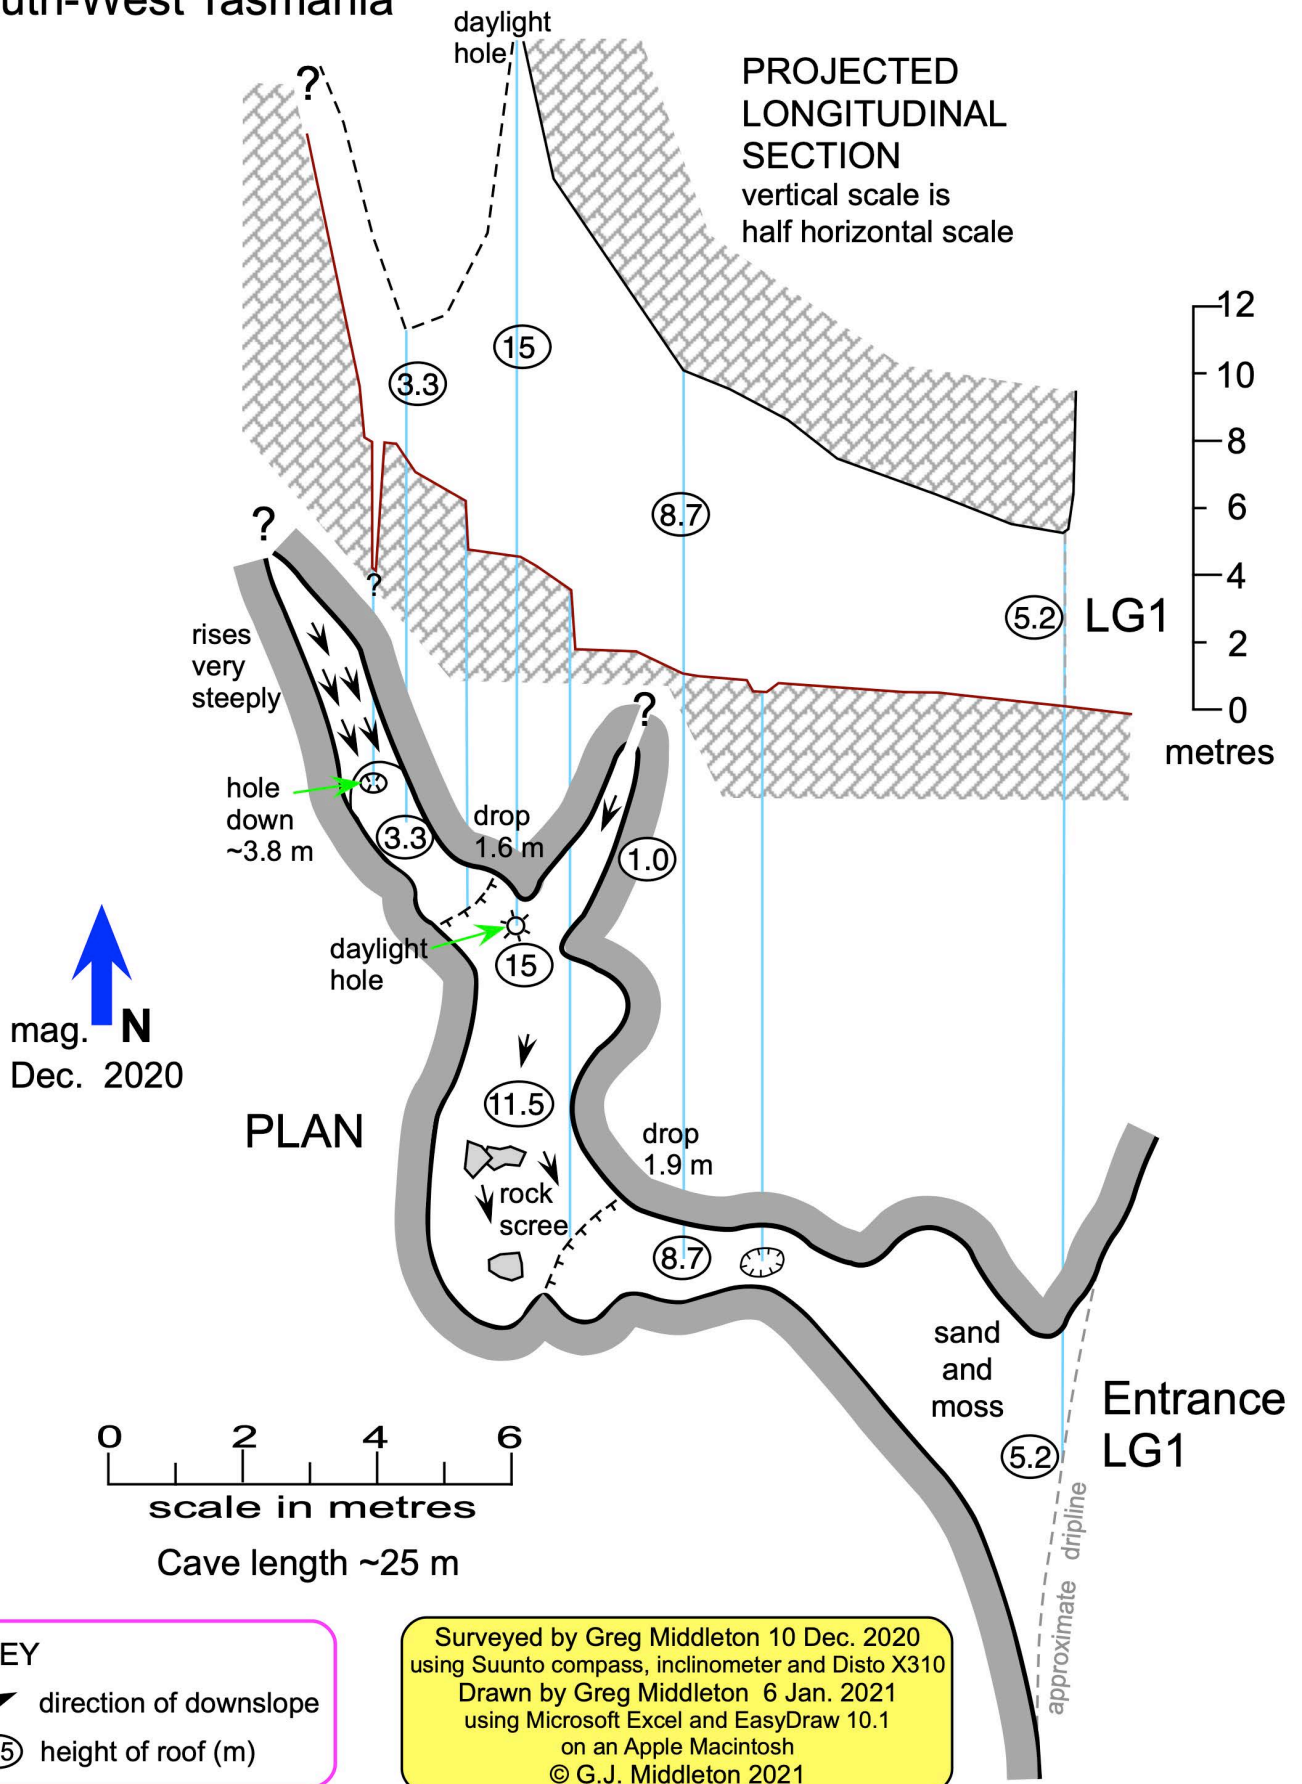 uth-West Tasmania
daylight
hole
PROJECTED
LONGITUDINAL
SECTION
vertical scale is
half horizontal scale
?
12
15
10
3.3
8
8.7
6
?
?
4
5.2
LG1
2
rises
very
steeply
?
0
metres
hole
down
~3.8 m
drop
1.6 m
3.3
1.0
daylight
hole
15
mag. N
Dec. 2020
PLAN
11.5
drop
1.9 m
rock
scree
8.7
sand
and
moss
Entrance
LG1
5.2
approximate dripline
0 2 4 6
scale in metres
Cave length ~25 m
EY
direction of downslope
5 height of roof (m)
Surveyed by Greg Middleton 10 Dec. 2020
using Suunto compass, inclinometer and Disto X310
Drawn by Greg Middleton 6 Jan. 2021
using Microsoft Excel and EasyDraw 10.1
on an Apple Macintosh
© G.J. Middleton 2021